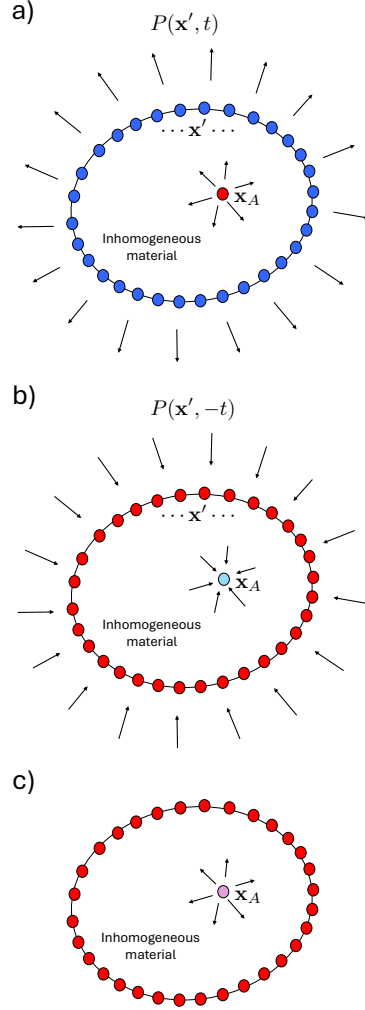 a)
P(x′, t)
··· x′ ···
x_A
Inhomogeneous
material
b)
P(x′, −t)
··· x′ ···
x_A
Inhomogeneous
material
c)
x_A
Inhomogeneous
material